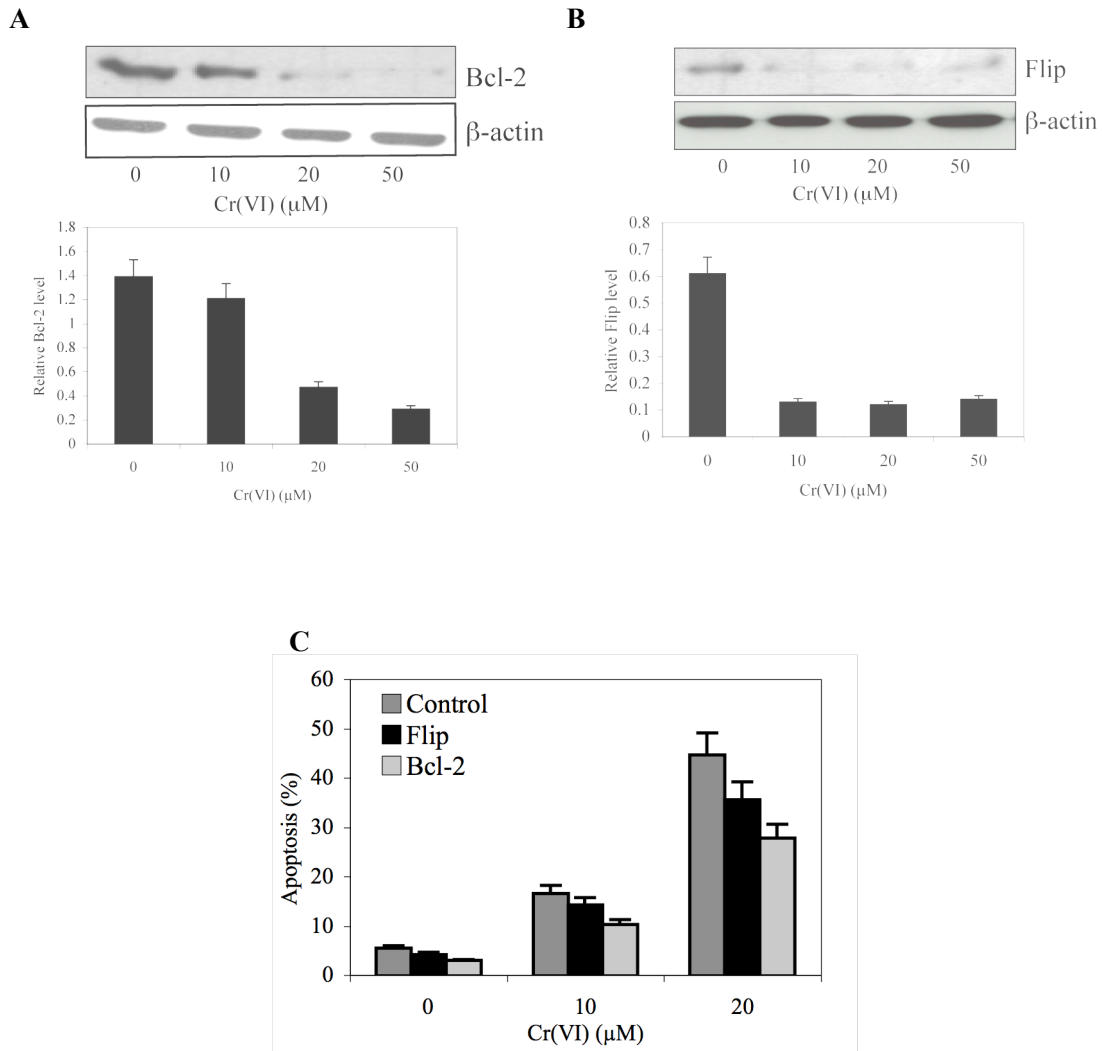 A
Bcl-2
β-actin
0 10 20 50
Cr(VI) (µM)
1.8
1.6
1.4
1.2
1
0.8
0.6
0.4
0.2
0
Relative Bcl-2 level
0 10 20 50
Cr(VI) (µM)
B
Flip
β-actin
0 10 20 50
Cr(VI) (µM)
0.8
0.7
0.6
0.5
0.4
0.3
0.2
0.1
0
Relative Flip level
0 10 20 50
Cr(VI) (µM)
C
60
50
40
30
20
10
0
Apoptosis (%)
Control
Flip
Bcl-2
0 10 20
Cr(VI) (µM)